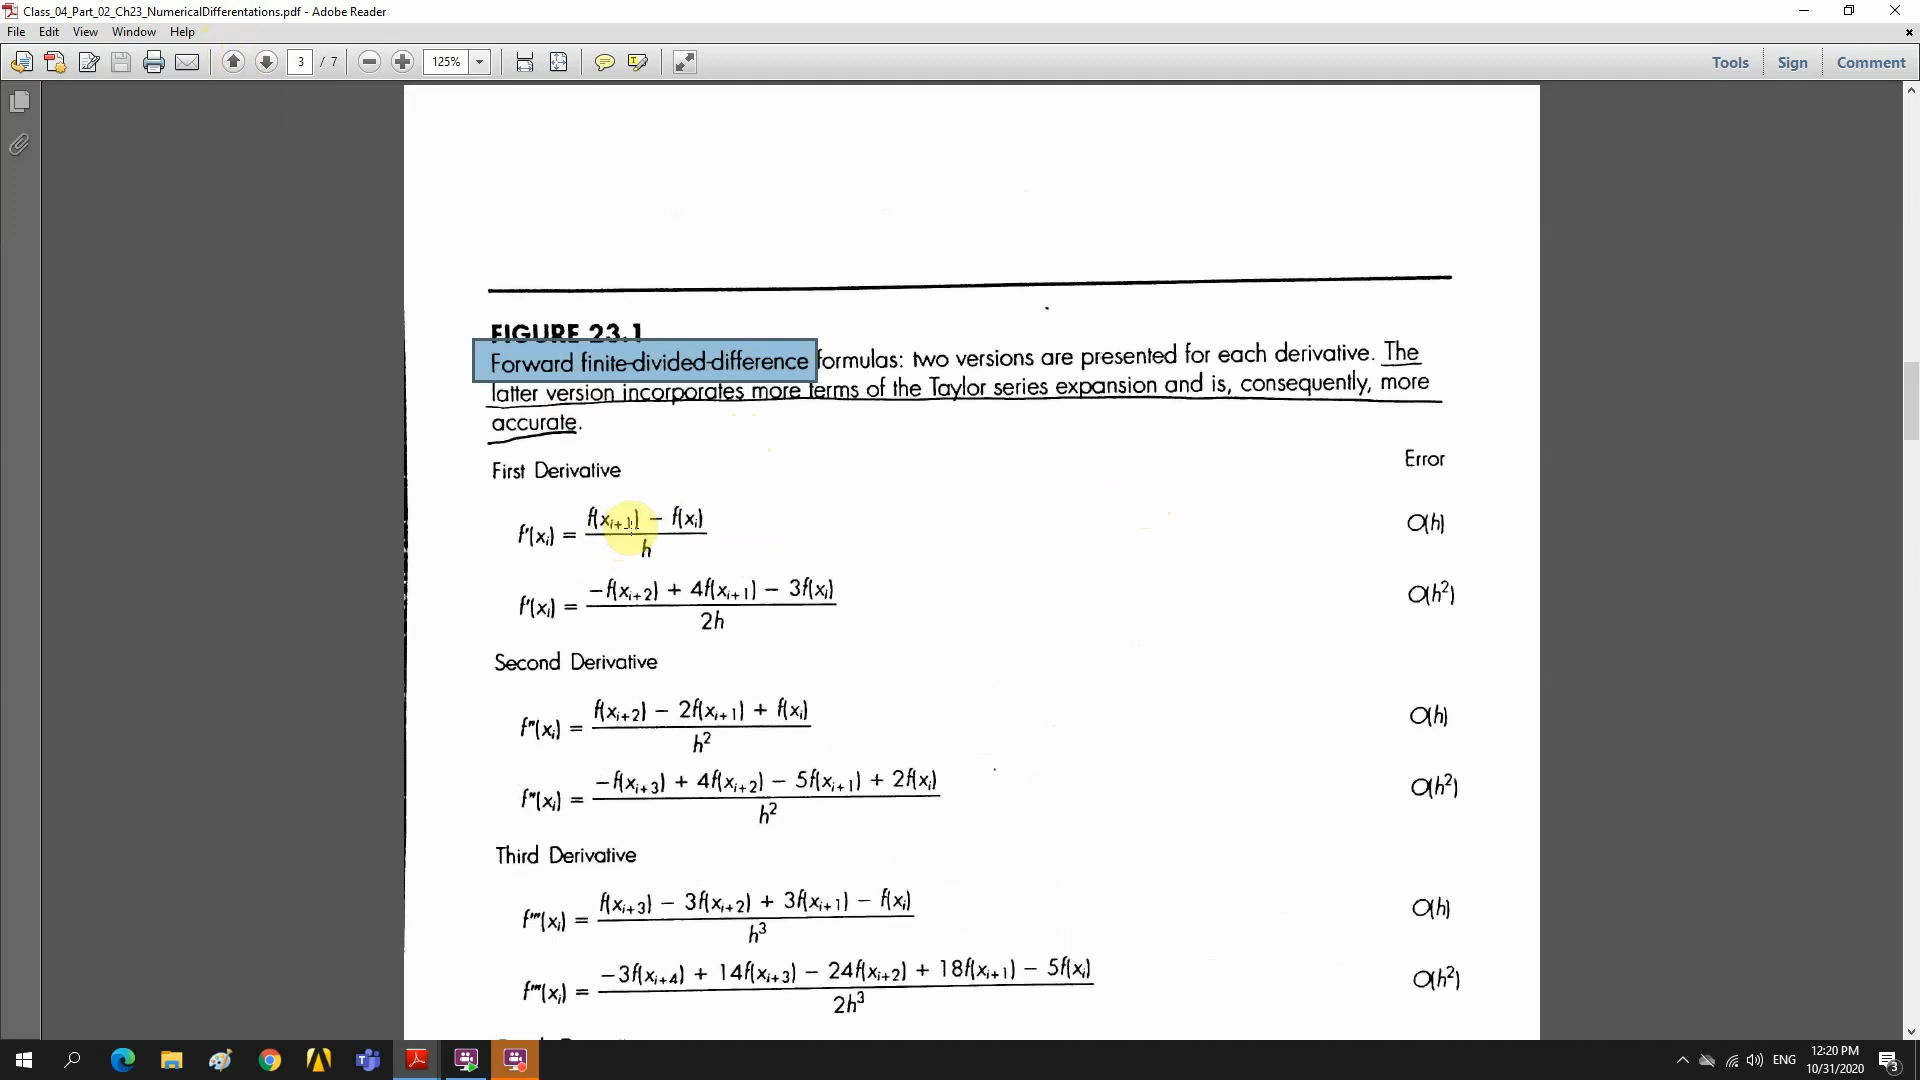 Class_04_Part_02_Ch23_NumericalDifferentations.pdf - Adobe Reader
File Edit View Window Help
3 / 7 125% Tools Sign Comment
FIGURE 23.1
Forward finite-divided-difference formulas: two versions are presented for each derivative. The
latter version incorporates more terms of the Taylor series expansion and is, consequently, more
accurate.
First Derivative Error
f'(xᵢ) = (f(xᵢ₊₁) − f(xᵢ)) / h O(h)
f'(xᵢ) = (−f(xᵢ₊₂) + 4f(xᵢ₊₁) − 3f(xᵢ)) / 2h O(h²)
Second Derivative
f''(xᵢ) = (f(xᵢ₊₂) − 2f(xᵢ₊₁) + f(xᵢ)) / h² O(h)
f''(xᵢ) = (−f(xᵢ₊₃) + 4f(xᵢ₊₂) − 5f(xᵢ₊₁) + 2f(xᵢ)) / h² O(h²)
Third Derivative
f'''(xᵢ) = (f(xᵢ₊₃) − 3f(xᵢ₊₂) + 3f(xᵢ₊₁) − f(xᵢ)) / h³ O(h)
f'''(xᵢ) = (−3f(xᵢ₊₄) + 14f(xᵢ₊₃) − 24f(xᵢ₊₂) + 18f(xᵢ₊₁) − 5f(xᵢ)) / 2h³ O(h²)
ENG
12:20 PM
10/31/2020
3